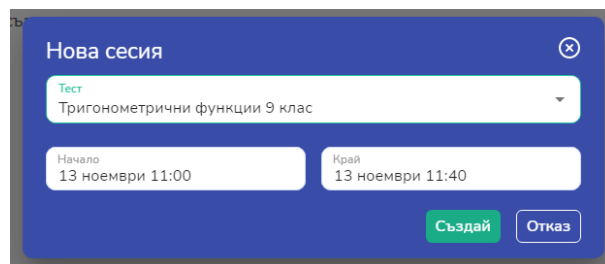 Нова сесия
Тест
Тригонометрични функции 9 клас
Начало
13 ноември 11:00
Край
13 ноември 11:40
Създай
Отказ